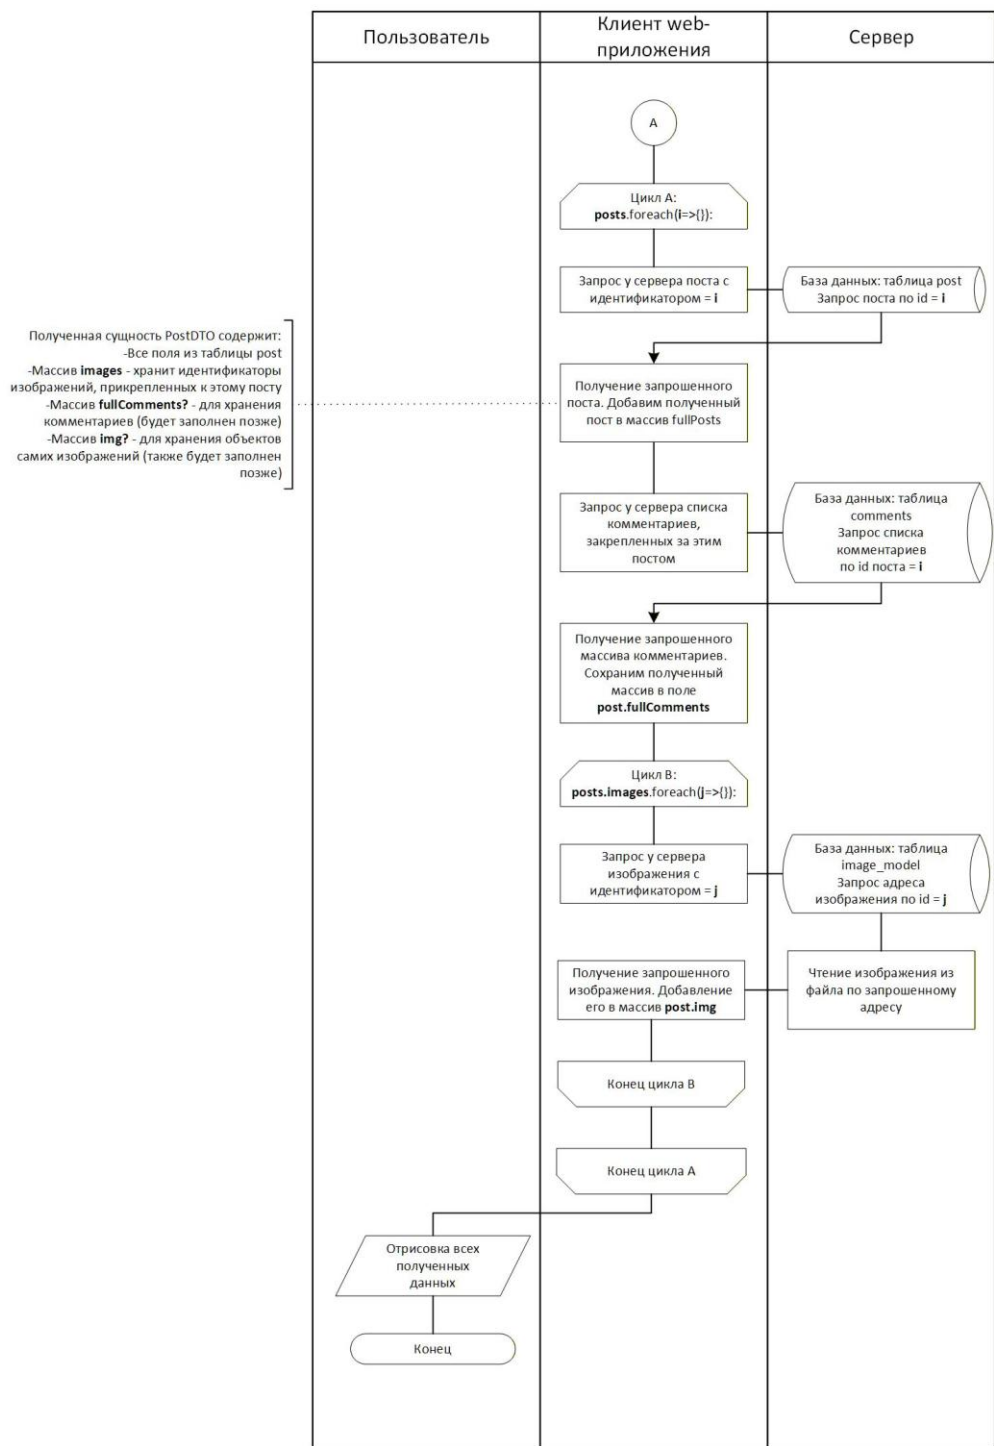 Пользователь
Клиент web-
приложения
Сервер
А
Цикл А:
posts.foreach(i=>{}):
Запрос у сервера поста с
идентификатором = i
База данных: таблица post
Запрос поста по id = i
Полученная сущность PostDTO содержит:
-Все поля из таблицы post
-Массив images - хранит идентификаторы
изображений, прикрепленных к этому посту
-Массив fullComments? - для хранения
комментариев (будет заполнен позже)
-Массив img? - для хранения объектов
самих изображений (также будет заполнен
позже)
Получение запрошенного
поста. Добавим полученный
пост в массив fullPosts
Запрос у сервера списка
комментариев,
закрепленных за этим
постом
База данных: таблица
comments
Запрос списка
комментариев
по id поста = i
Получение запрошенного
массива комментариев.
Сохраним полученный
массив в поле
post.fullComments
Цикл В:
posts.images.foreach(j=>{}):
Запрос у сервера
изображения с
идентификатором = j
База данных: таблица
image_model
Запрос адреса
изображения по id = j
Получение запрошенного
изображения. Добавление
его в массив post.img
Чтение изображения из
файла по запрошенному
адресу
Конец цикла В
Конец цикла А
Отрисовка всех
полученных
данных
Конец